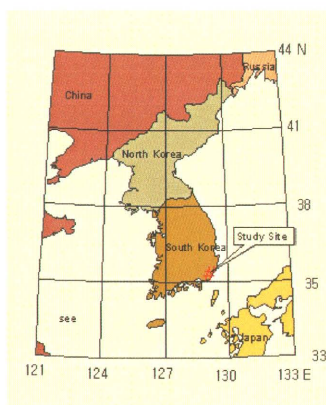 44 N
Russia
China
41
North Korea
38
Study Site
South Korea
35
see
Japan
33
121 124 127 130 133 E